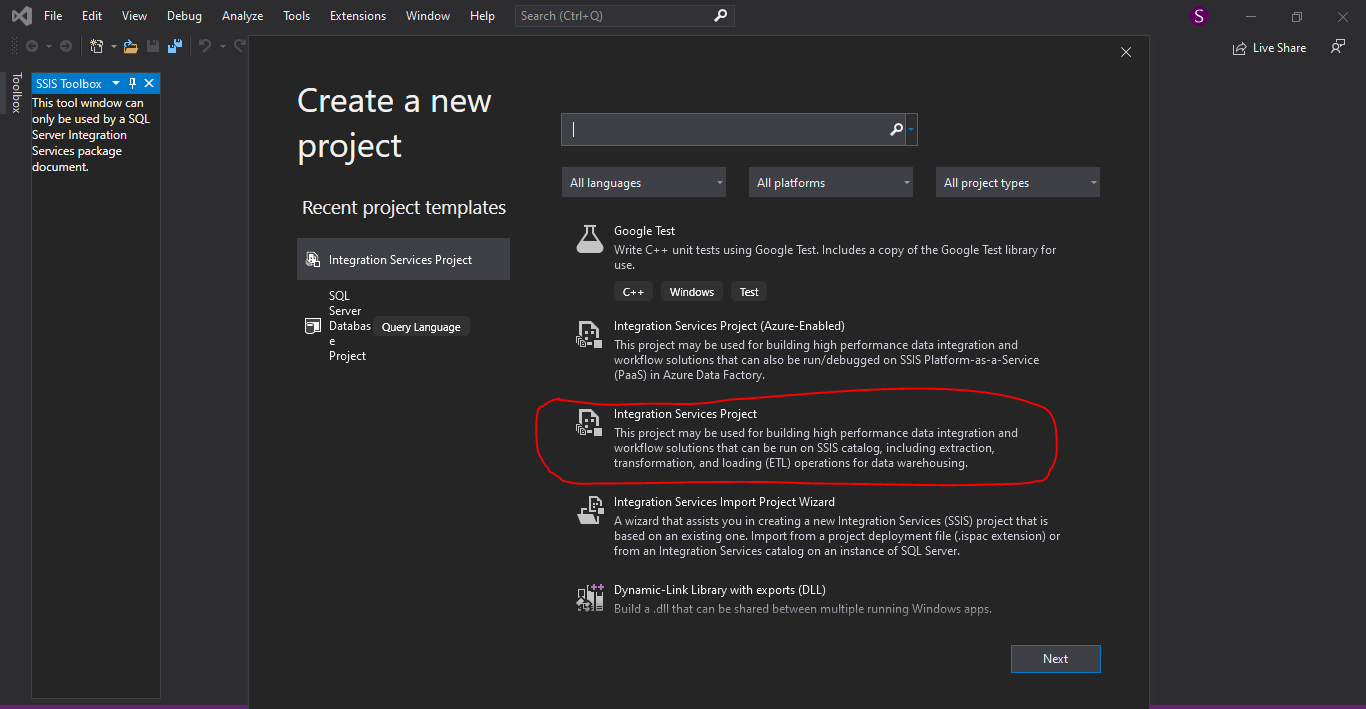 File Edit View Debug Analyze Tools Extensions Window Help Search (Ctrl+Q) S
Live Share
Toolbox
SSIS Toolbox
This tool window can
only be used by a SQL
Server Integration
Services package
document.
Create a new
project
Recent project templates
Integration Services Project
SQL
Server
Databas
e
Project
Query Language
All languages All platforms All project types
Google Test
Write C++ unit tests using Google Test. Includes a copy of the Google Test library for
use.
C++ Windows Test
Integration Services Project (Azure-Enabled)
This project may be used for building high performance data integration and
workflow solutions that can also be run/debugged on SSIS Platform-as-a-Service
(PaaS) in Azure Data Factory.
Integration Services Project
This project may be used for building high performance data integration and
workflow solutions that can be run on SSIS catalog, including extraction,
transformation, and loading (ETL) operations for data warehousing.
Integration Services Import Project Wizard
A wizard that assists you in creating a new Integration Services (SSIS) project that is
based on an existing one. Import from a project deployment file (.ispac extension) or
from an Integration Services catalog on an instance of SQL Server.
Dynamic-Link Library with exports (DLL)
Build a .dll that can be shared between multiple running Windows apps.
Next